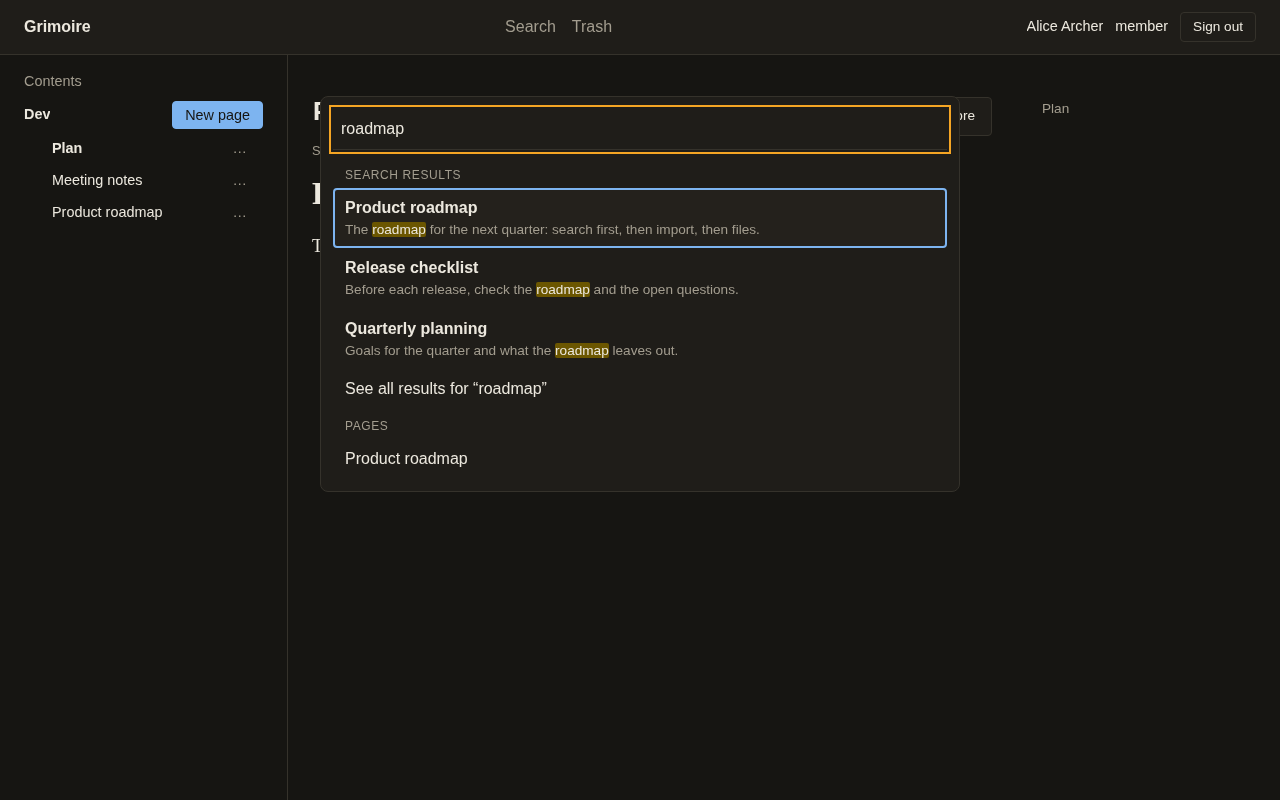 Grimoire
Search Trash
Alice Archer member Sign out
Contents
Dev New page
Plan ...
Meeting notes ...
Product roadmap ...
roadmap
SEARCH RESULTS
Product roadmap
The roadmap for the next quarter: search first, then import, then files.
Release checklist
Before each release, check the roadmap and the open questions.
Quarterly planning
Goals for the quarter and what the roadmap leaves out.
See all results for “roadmap”
PAGES
Product roadmap
Plan